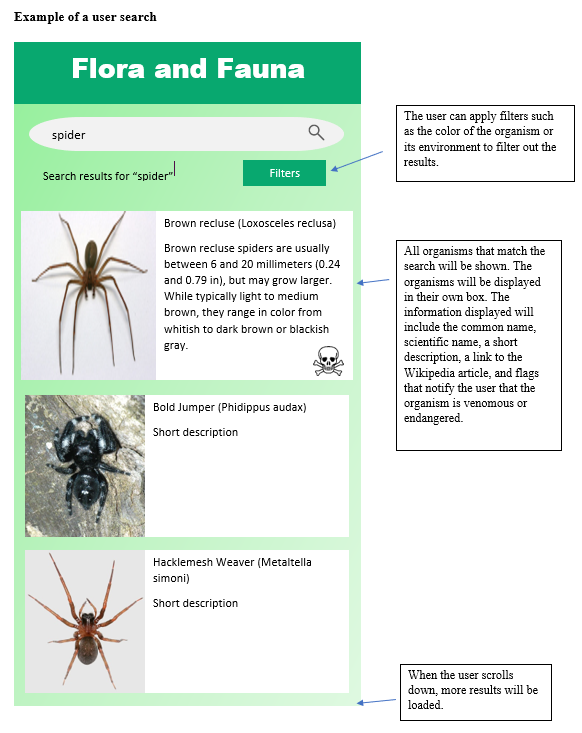 Example of a user search
Flora and Fauna
spider
Search results for “spider”
Filters
The user can apply filters such
as the color of the organism or
its environment to filter out the
results.
Brown recluse (Loxosceles reclusa)
Brown recluse spiders are usually
between 6 and 20 millimeters (0.24
and 0.79 in), but may grow larger.
While typically light to medium
brown, they range in color from
whitish to dark brown or blackish
gray.
All organisms that match the
search will be shown. The
organisms will be displayed
in their own box. The
information displayed will
include the common name,
scientific name, a short
description, a link to the
Wikipedia article, and flags
that notify the user that the
organism is venomous or
endangered.
Bold Jumper (Phidippus audax)
Short description
Hacklemesh Weaver (Metaltella
simoni)
Short description
When the user scrolls
down, more results will be
loaded.